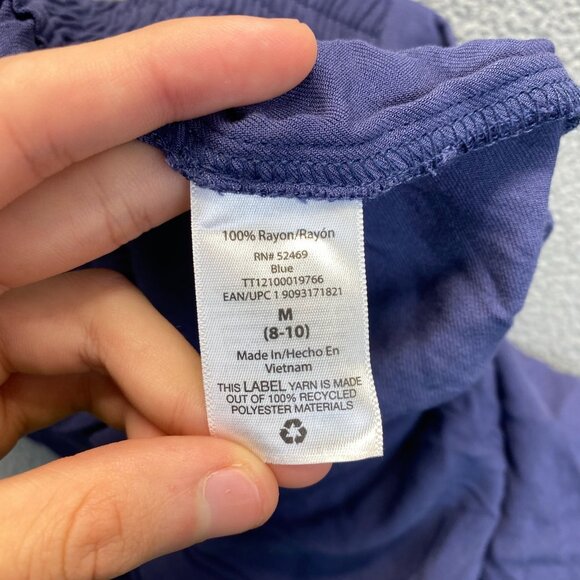 100% Rayon/Rayón
RN# 52469
Blue
TT12100019766
EAN/UPC 1 9093171821
M
(8-10)
Made In/Hecho En
Vietnam
THIS LABEL YARN IS MADE
OUT OF 100% RECYCLED
POLYESTER MATERIALS